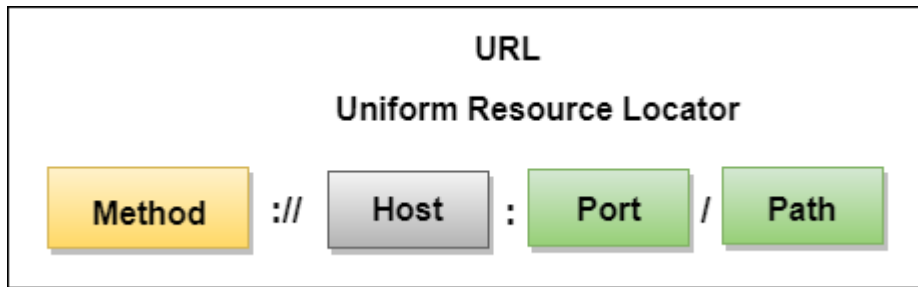 URL
Uniform Resource Locator
Method :// Host : Port / Path